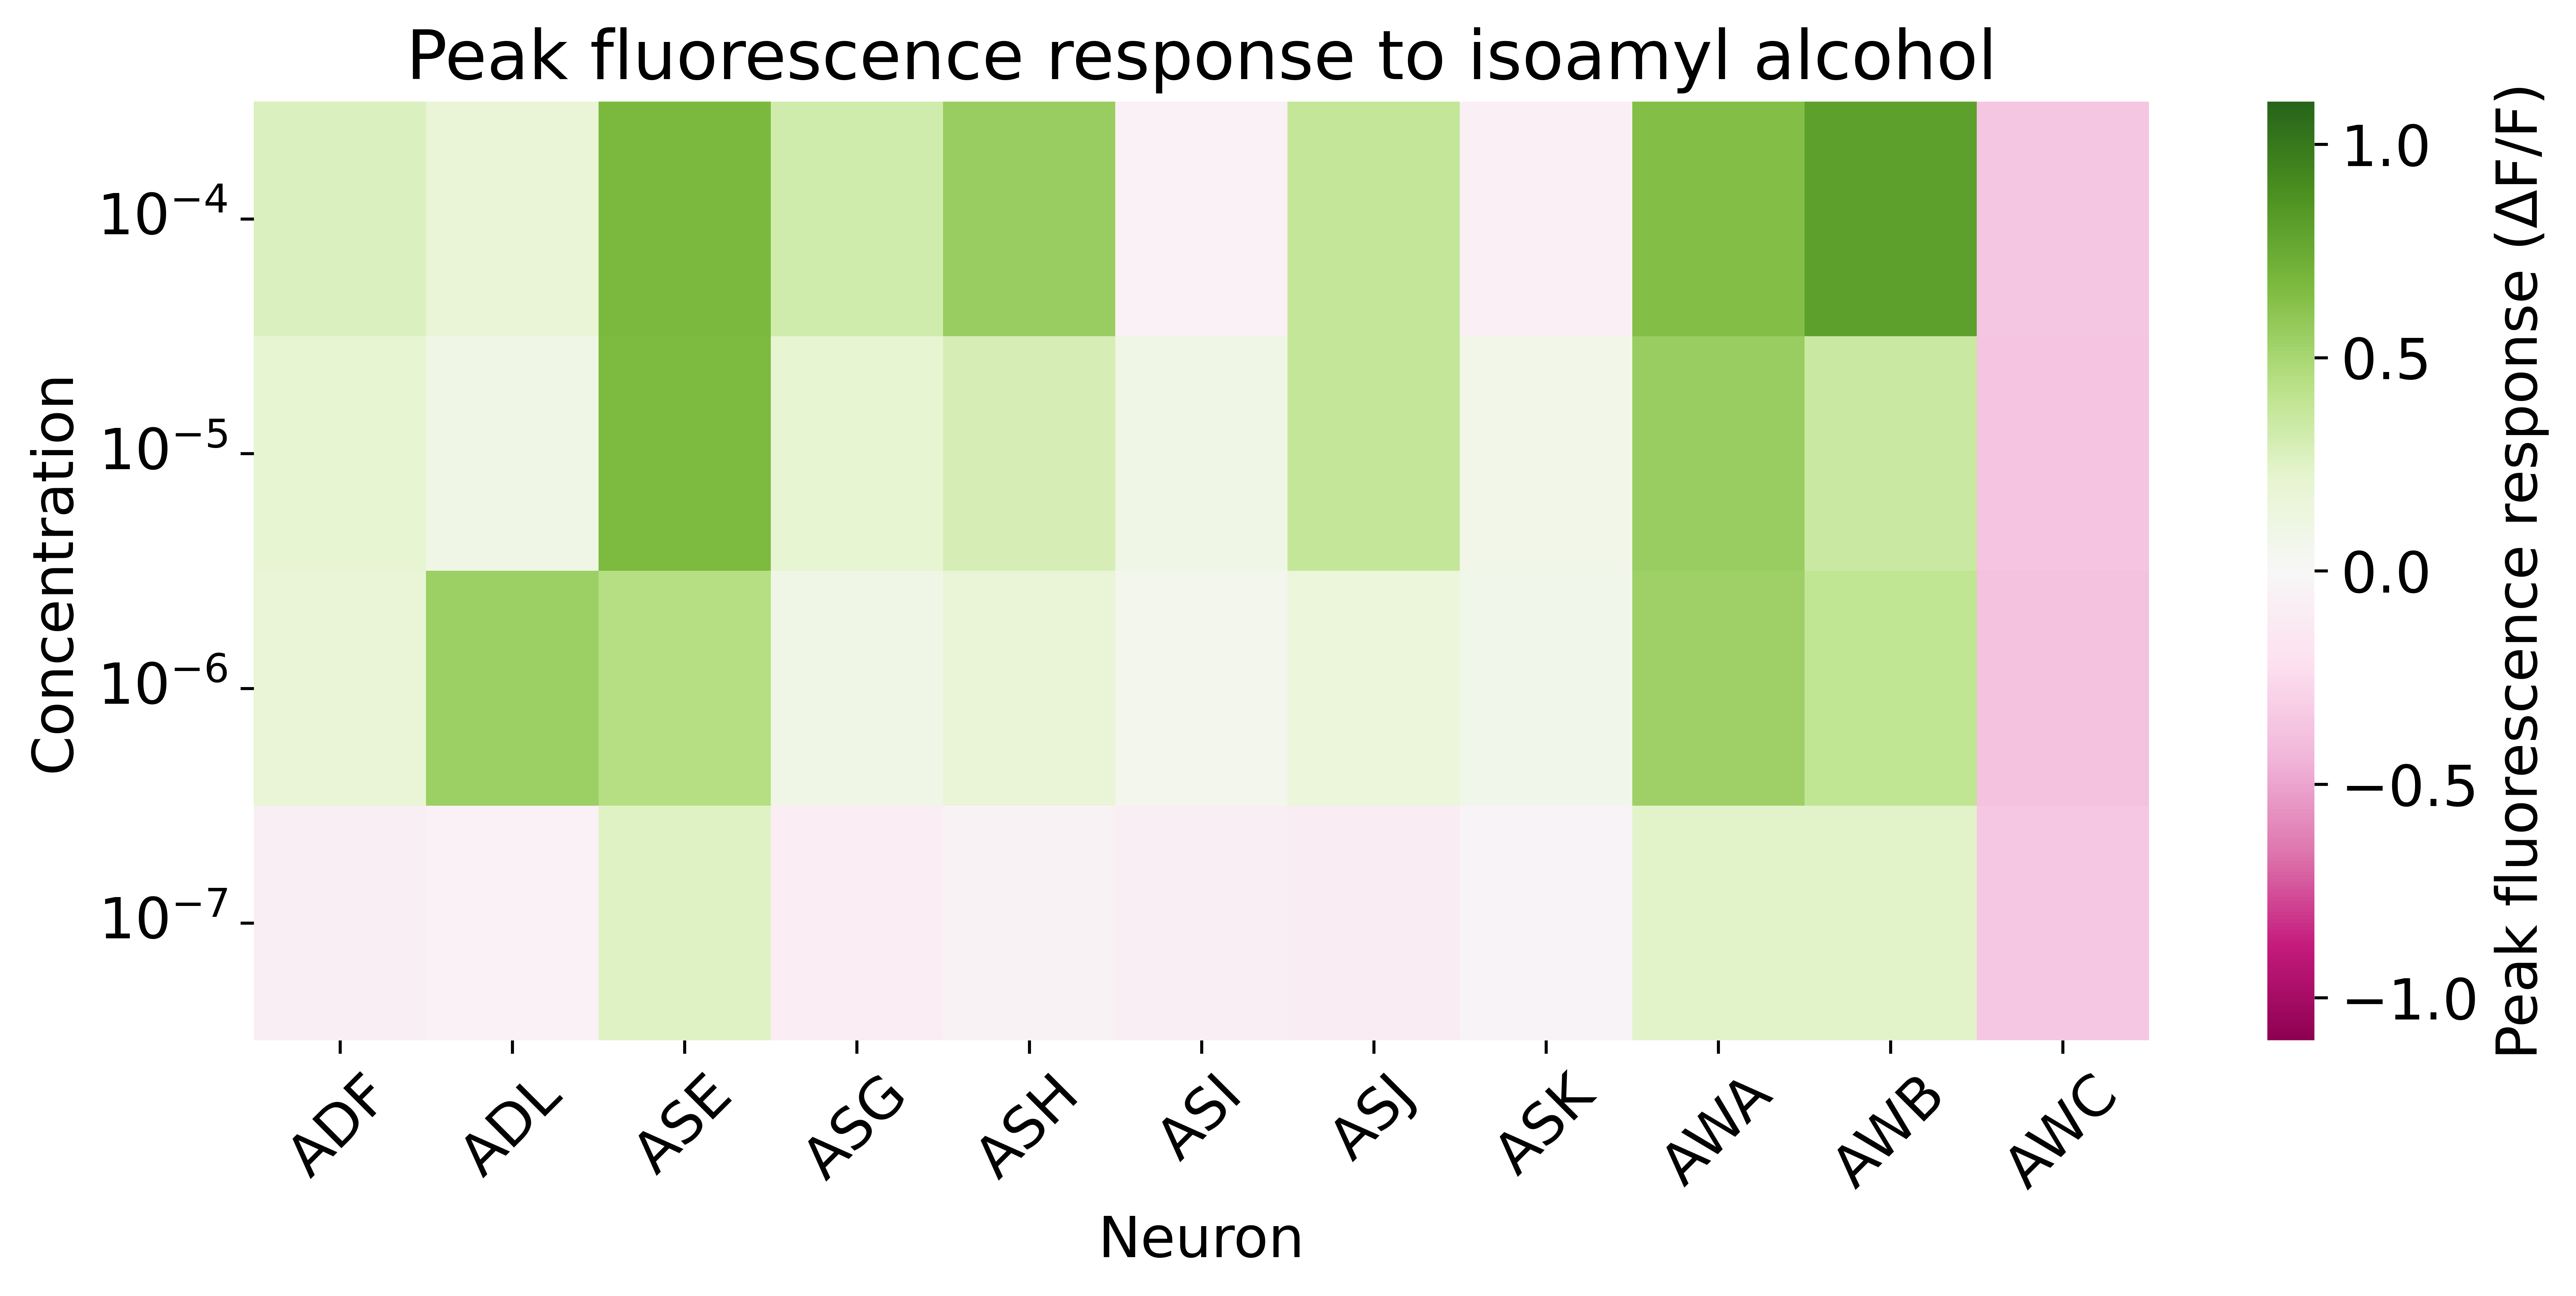 Peak fluorescence response to isoamyl alcohol
Concentration
10⁻⁴
10⁻⁵
10⁻⁶
10⁻⁷
ADF
ADL
ASE
ASG
ASH
ASI
ASJ
ASK
AWA
AWB
AWC
Neuron
1.0
0.5
0.0
−0.5
−1.0
Peak fluorescence response (ΔF/F)